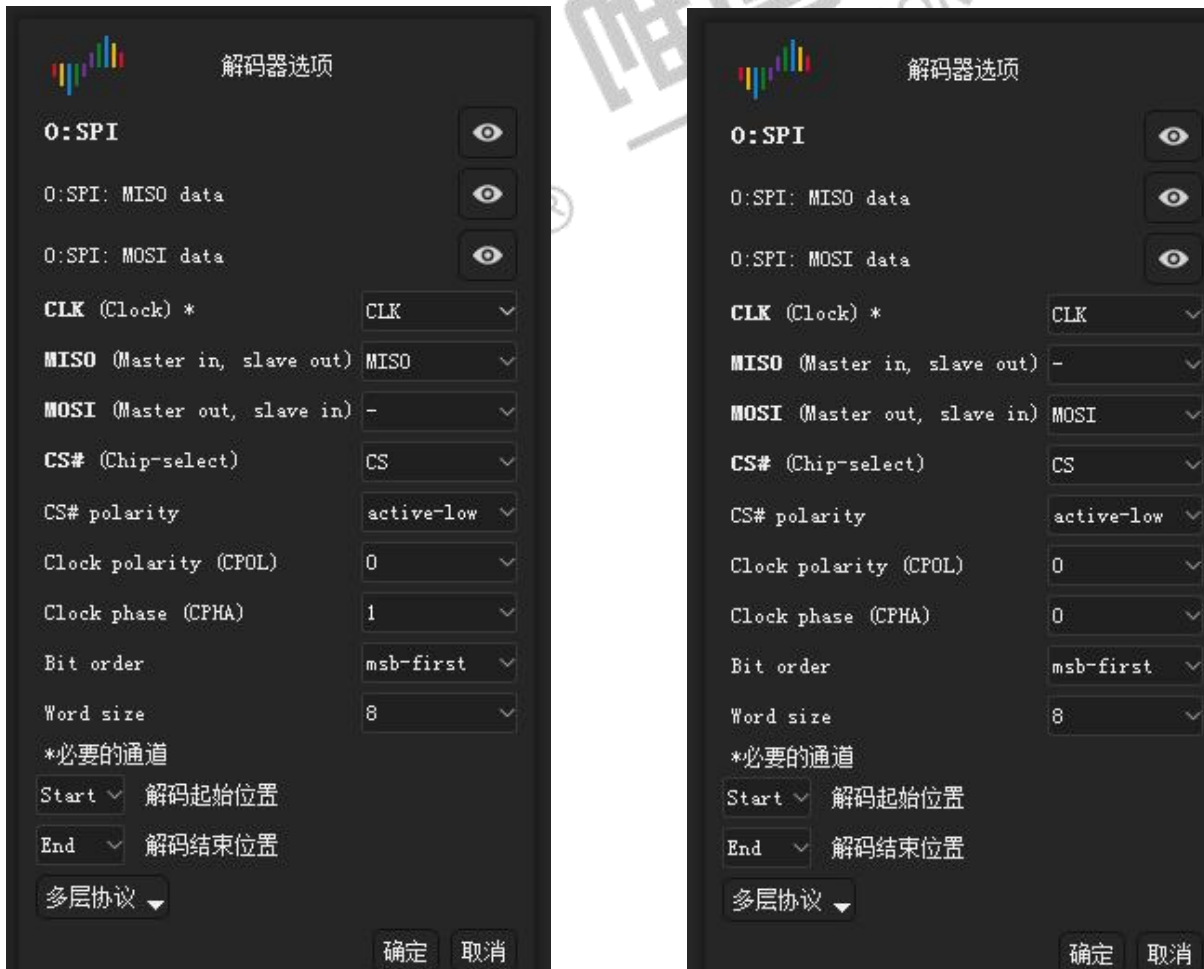 解码器选项
0:SPI
0:SPI: MISO data
0:SPI: MOSI data
CLK (Clock) * CLK
MISO (Master in, slave out) MISO
MOSI (Master out, slave in) -
CS# (Chip-select) CS
CS# polarity active-low
Clock polarity (CPOL) 0
Clock phase (CPHA) 1
Bit order msb-first
Word size 8
*必要的通道
Start 解码起始位置
End 解码结束位置
多层协议
确定 取消
解码器选项
0:SPI
0:SPI: MISO data
0:SPI: MOSI data
CLK (Clock) * CLK
MISO (Master in, slave out) -
MOSI (Master out, slave in) MOSI
CS# (Chip-select) CS
CS# polarity active-low
Clock polarity (CPOL) 0
Clock phase (CPHA) 0
Bit order msb-first
Word size 8
*必要的通道
Start 解码起始位置
End 解码结束位置
多层协议
确定 取消